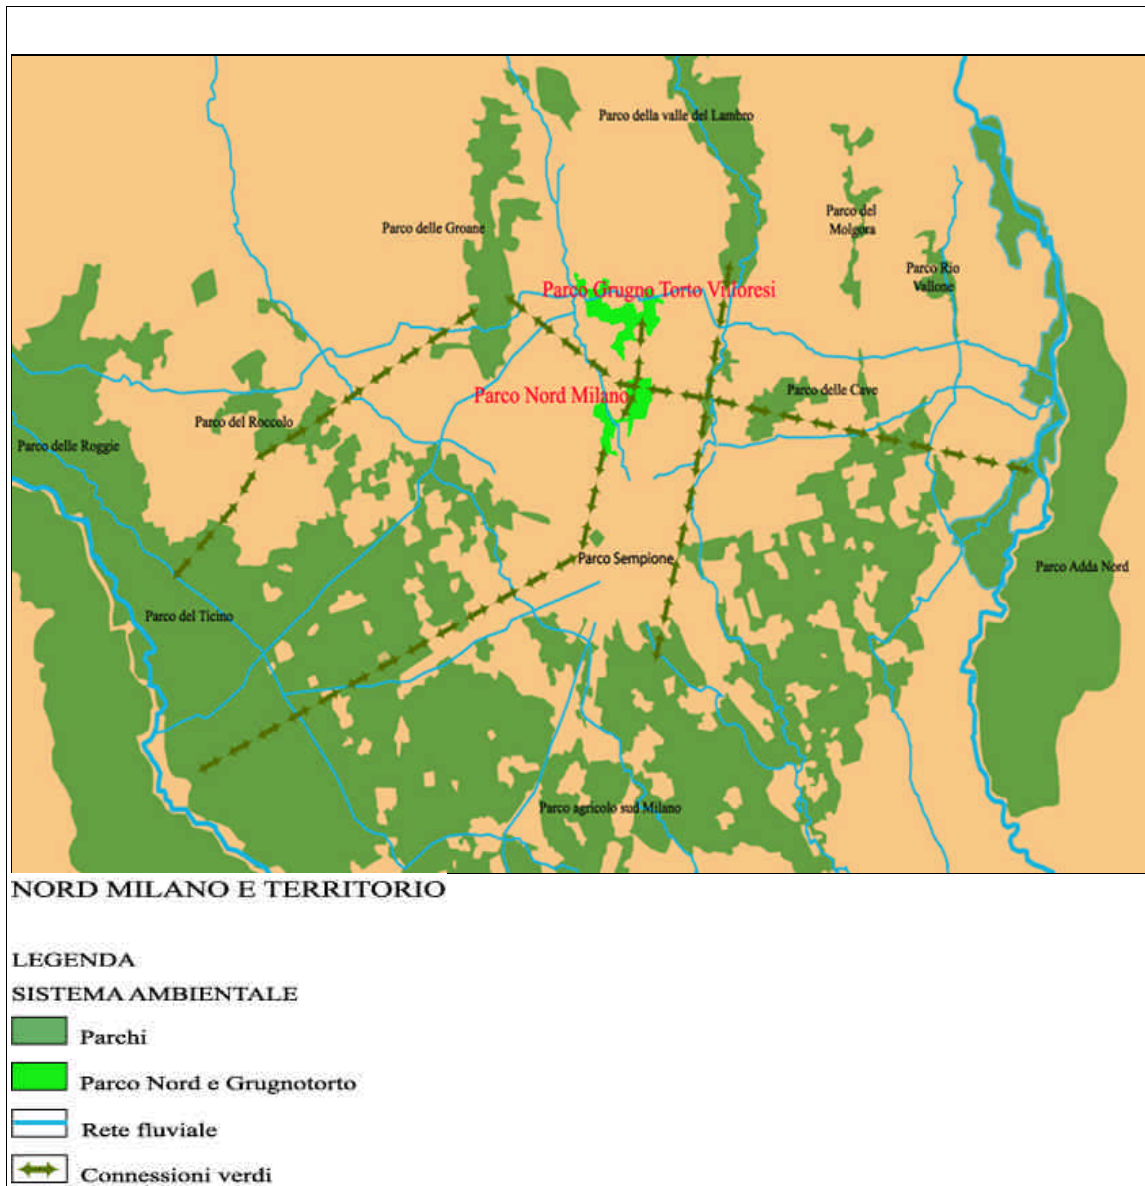 Parco della valle del Lambro
Parco del
Molgora
Parco delle Groane
Parco Rio
Vallone
Parco Grugno Torto Villoresi
Parco Nord Milano
Parco delle Cave
Parco del Roccolo
Parco delle Roggie
Parco Sempione
Parco Adda Nord
Parco del Ticino
Parco agricolo sud Milano
NORD MILANO E TERRITORIO
LEGENDA
SISTEMA AMBIENTALE
Parchi
Parco Nord e Grugnotorto
Rete fluviale
Connessioni verdi